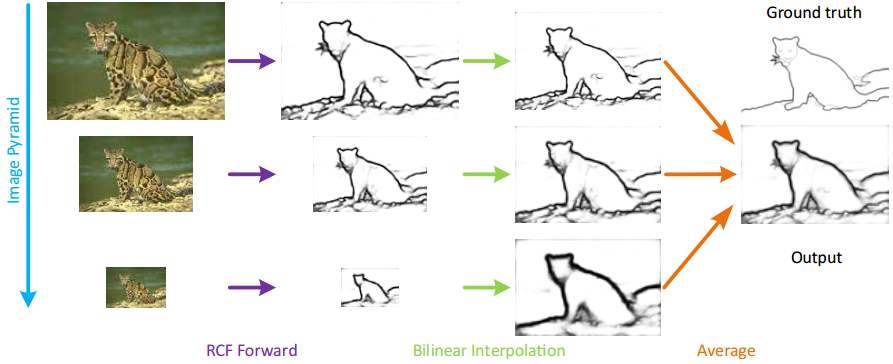 Ground truth
Image Pyramid
Output
RCF Forward
Bilinear Interpolation
Average